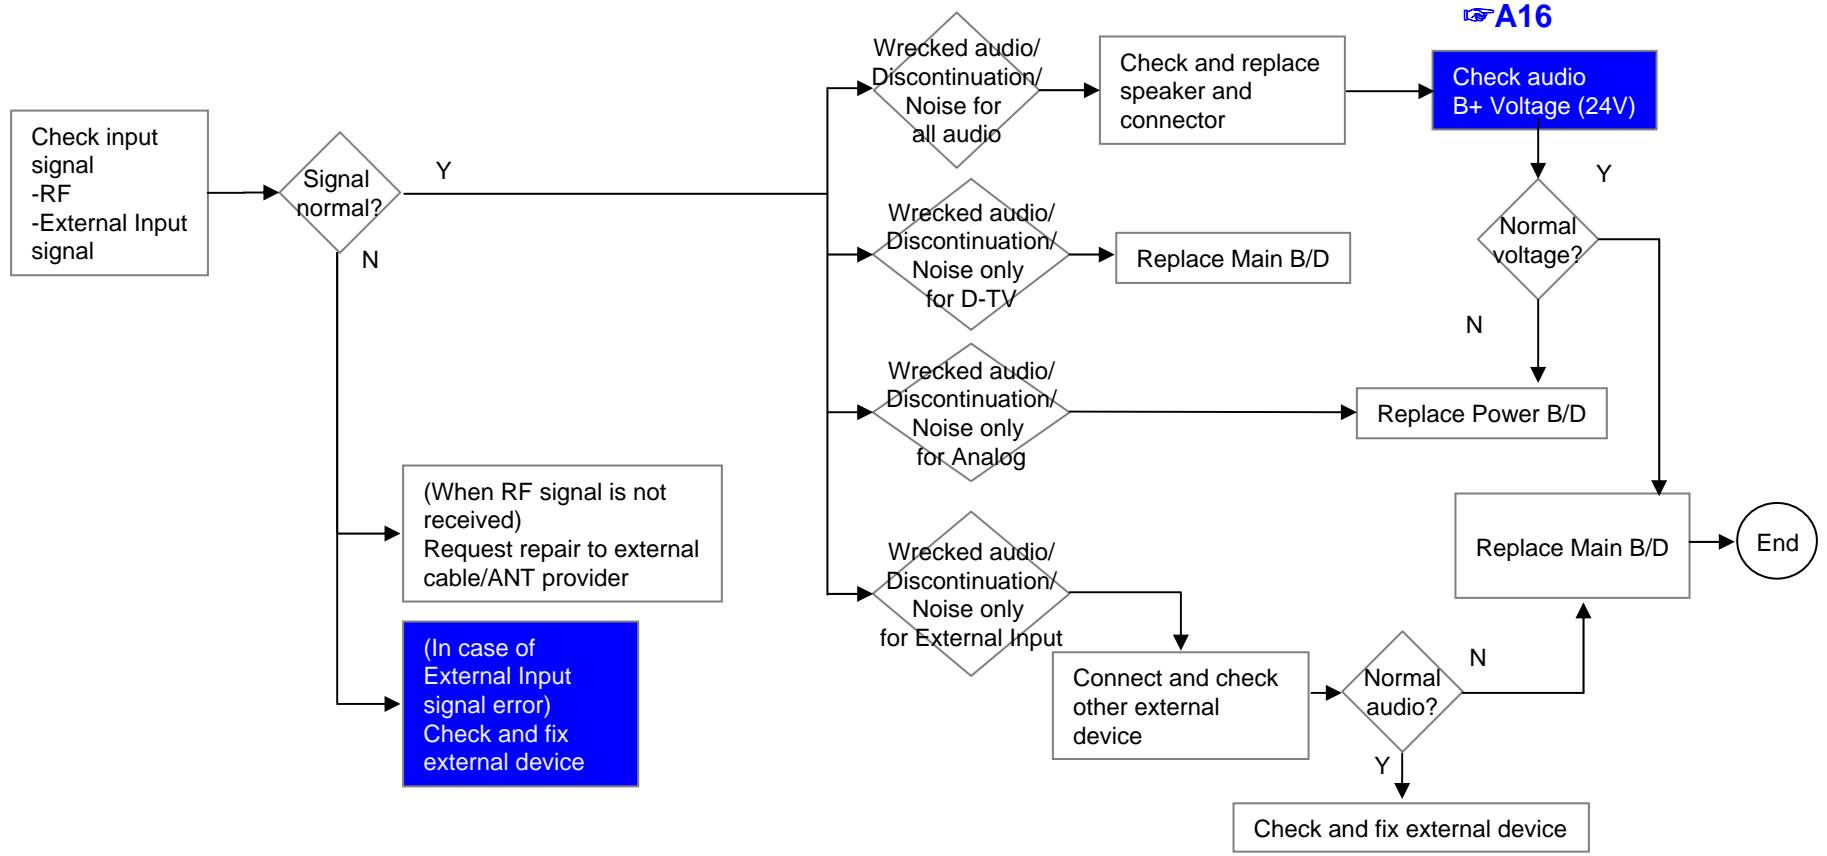 ☞A16
Check input
signal
-RF
-External Input
signal
Signal
normal?
Y
N
(When RF signal is not
received)
Request repair to external
cable/ANT provider
(In case of
External Input
signal error)
Check and fix
external device
Wrecked audio/
Discontinuation/
Noise for
all audio
Check and replace
speaker and
connector
Check audio
B+ Voltage (24V)
Y
Normal
voltage?
N
Wrecked audio/
Discontinuation/
Noise only
for D-TV
Replace Main B/D
Wrecked audio/
Discontinuation/
Noise only
for Analog
Replace Power B/D
Wrecked audio/
Discontinuation/
Noise only
for External Input
Connect and check
other external
device
Normal
audio?
N
Y
Replace Main B/D
End
Check and fix external device